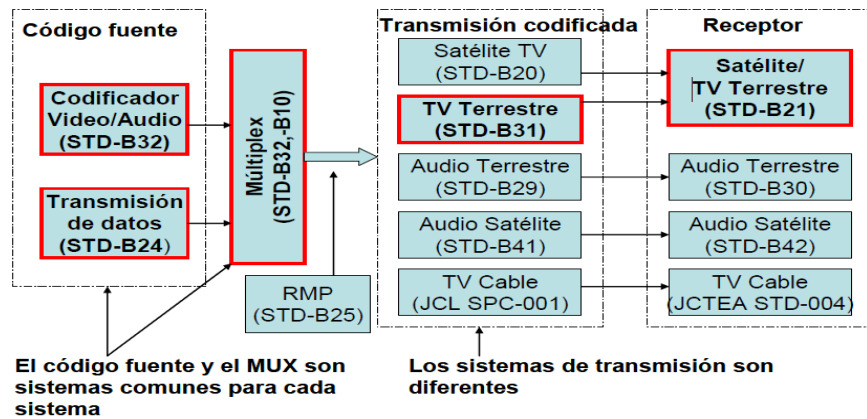 Código fuente
Codificador
Video/Audio
(STD-B32)
Transmisión
de datos
(STD-B24)
Múltiplex
(STD-B32,-B10)
RMP
(STD-B25)
Transmisión codificada
Satélite TV
(STD-B20)
TV Terrestre
(STD-B31)
Audio Terrestre
(STD-B29)
Audio Satélite
(STD-B41)
TV Cable
(JCL SPC-001)
Receptor
Satélite/
TV Terrestre
(STD-B21)
Audio Terrestre
(STD-B30)
Audio Satélite
(STD-B42)
TV Cable
(JCTEA STD-004)
El código fuente y el MUX son
sistemas comunes para cada
sistema
Los sistemas de transmisión son
diferentes